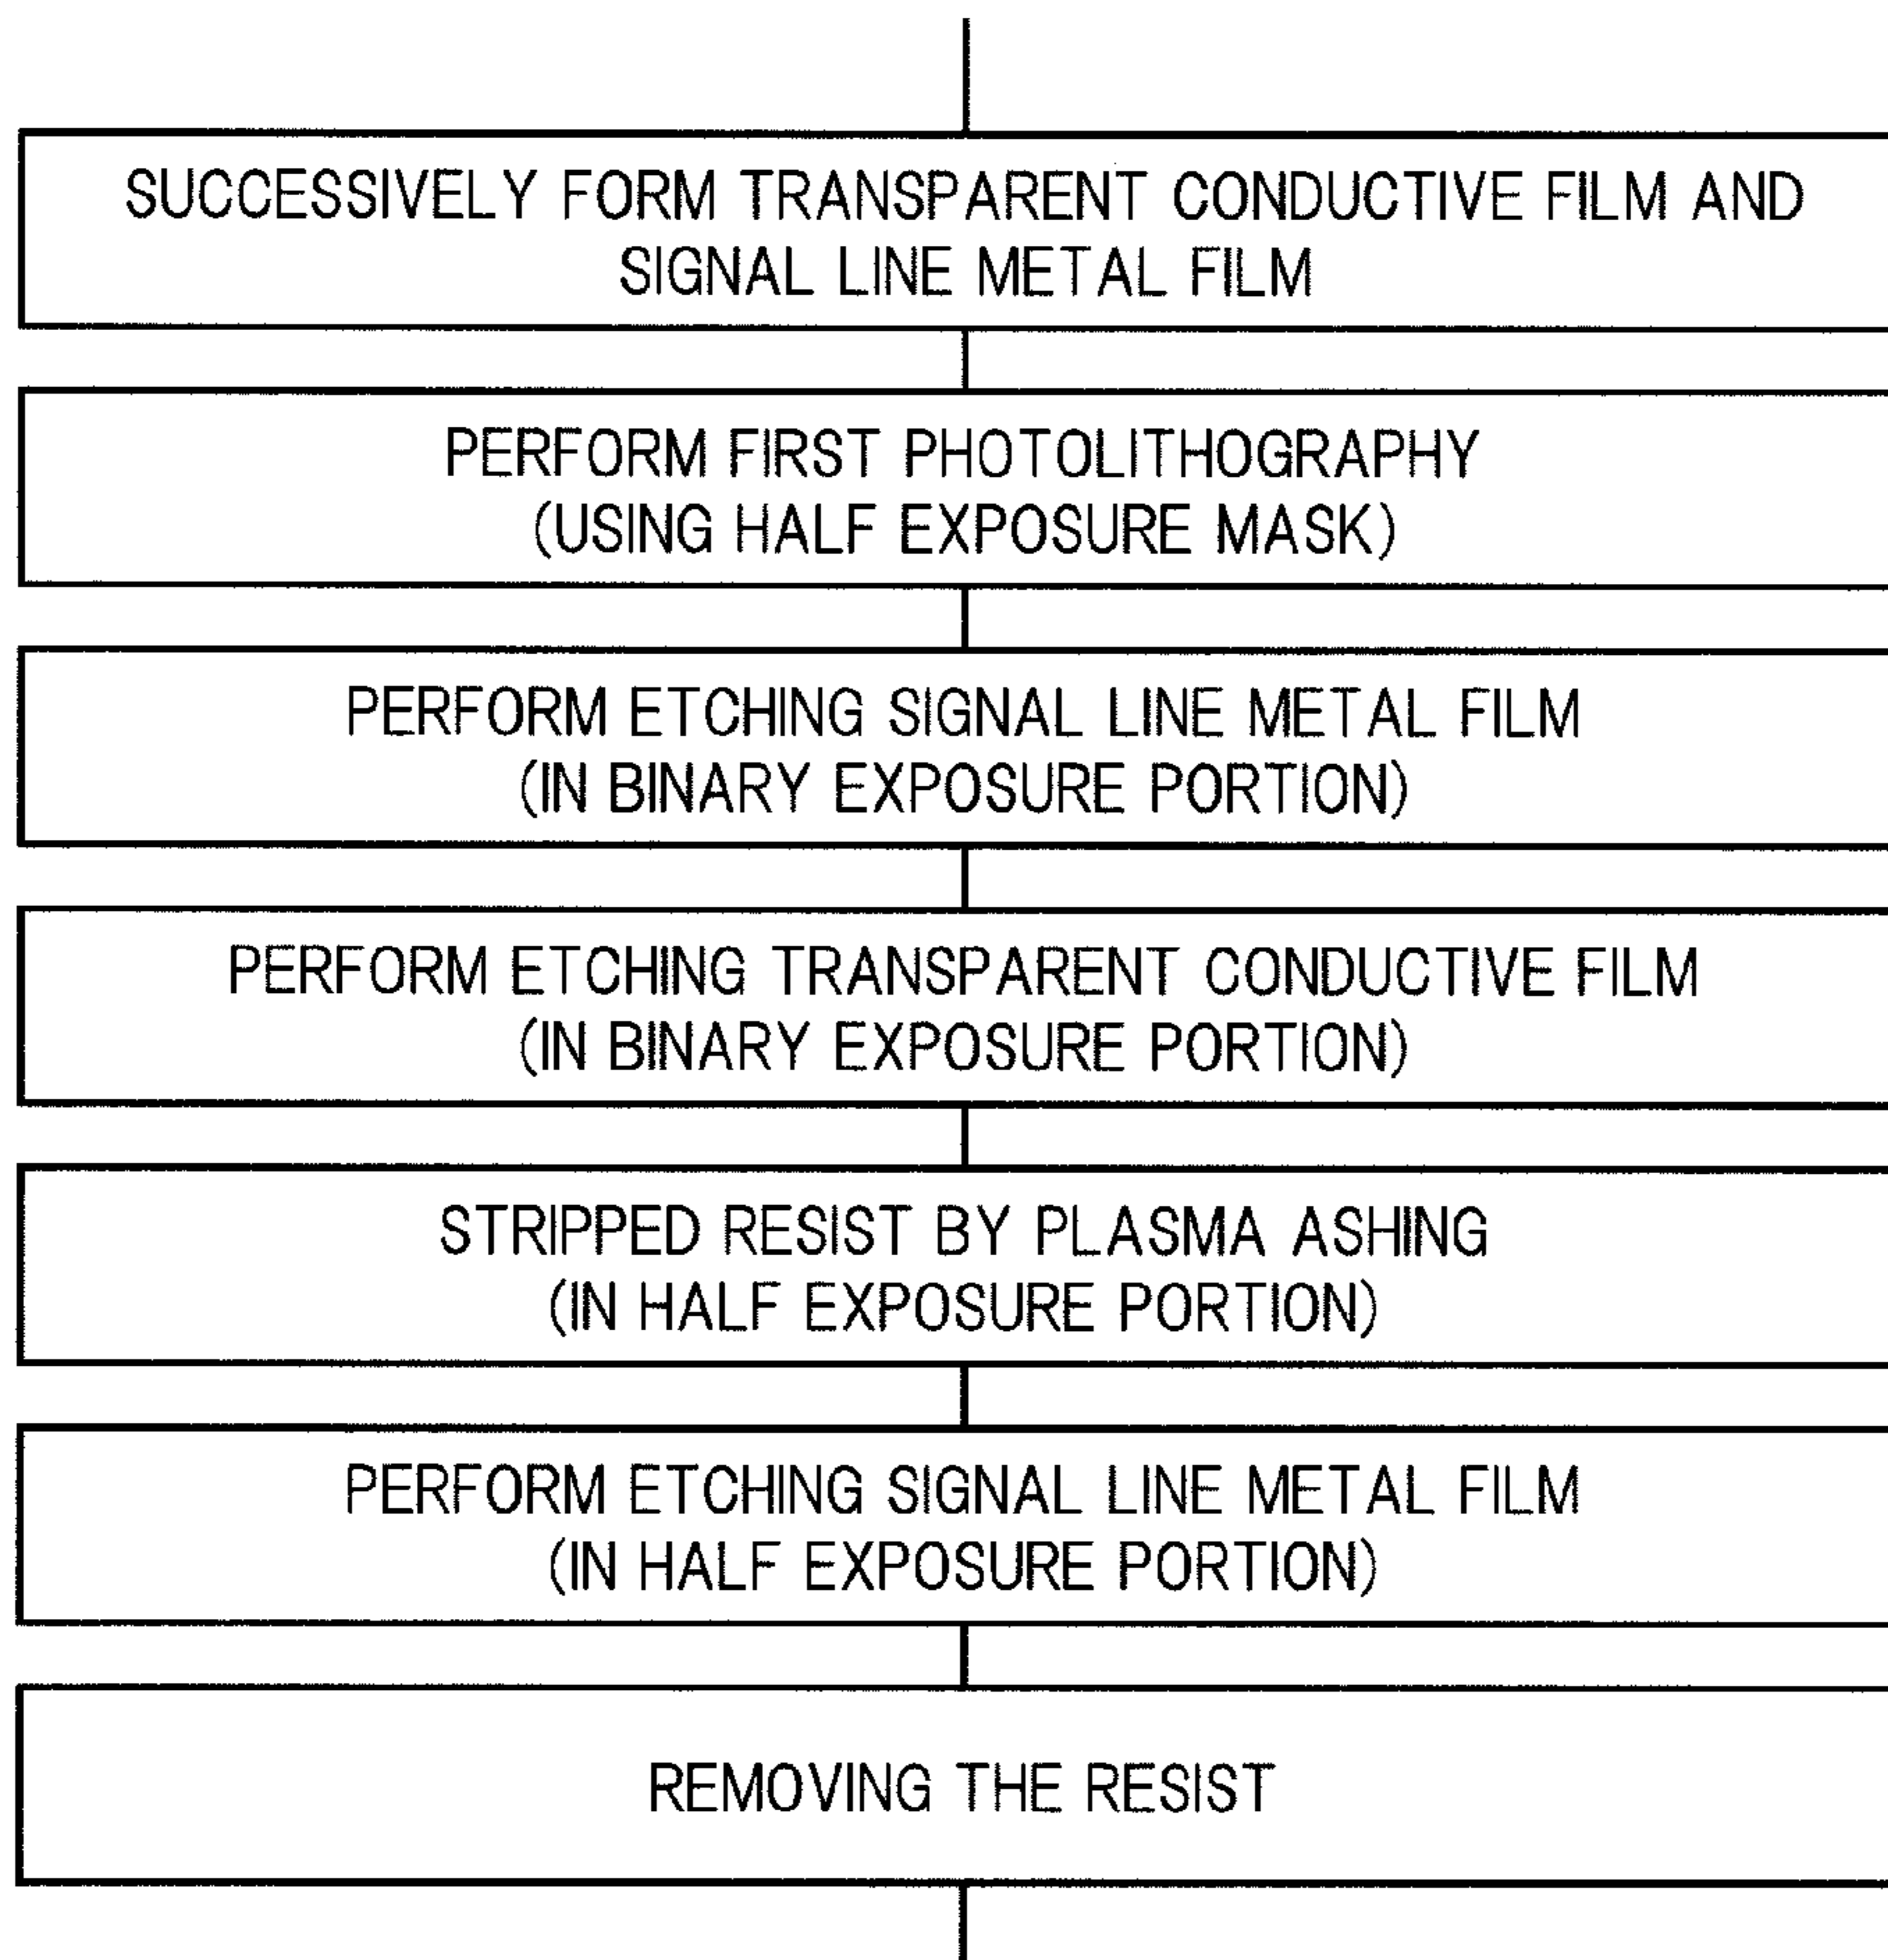 SUCCESSIVELY FORM TRANSPARENT CONDUCTIVE FILM AND
SIGNAL LINE METAL FILM
PERFORM FIRST PHOTOLITHOGRAPHY
(USING HALF EXPOSURE MASK)
PERFORM ETCHING SIGNAL LINE METAL FILM
(IN BINARY EXPOSURE PORTION)
PERFORM ETCHING TRANSPARENT CONDUCTIVE FILM
(IN BINARY EXPOSURE PORTION)
STRIPPED RESIST BY PLASMA ASHING
(IN HALF EXPOSURE PORTION)
PERFORM ETCHING SIGNAL LINE METAL FILM
(IN HALF EXPOSURE PORTION)
REMOVING THE RESIST